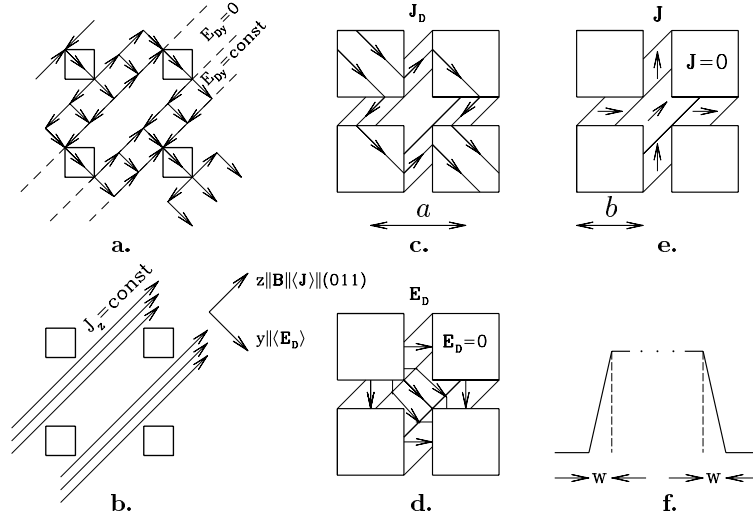 E_Dy=0
E_Dy=const
a.
J_D
a
c.
J
J=0
b
e.
J_z=const
z||B||⟨J⟩||(011)
y||⟨E_D⟩
b.
E_D
E_D=0
d.
w
w
f.